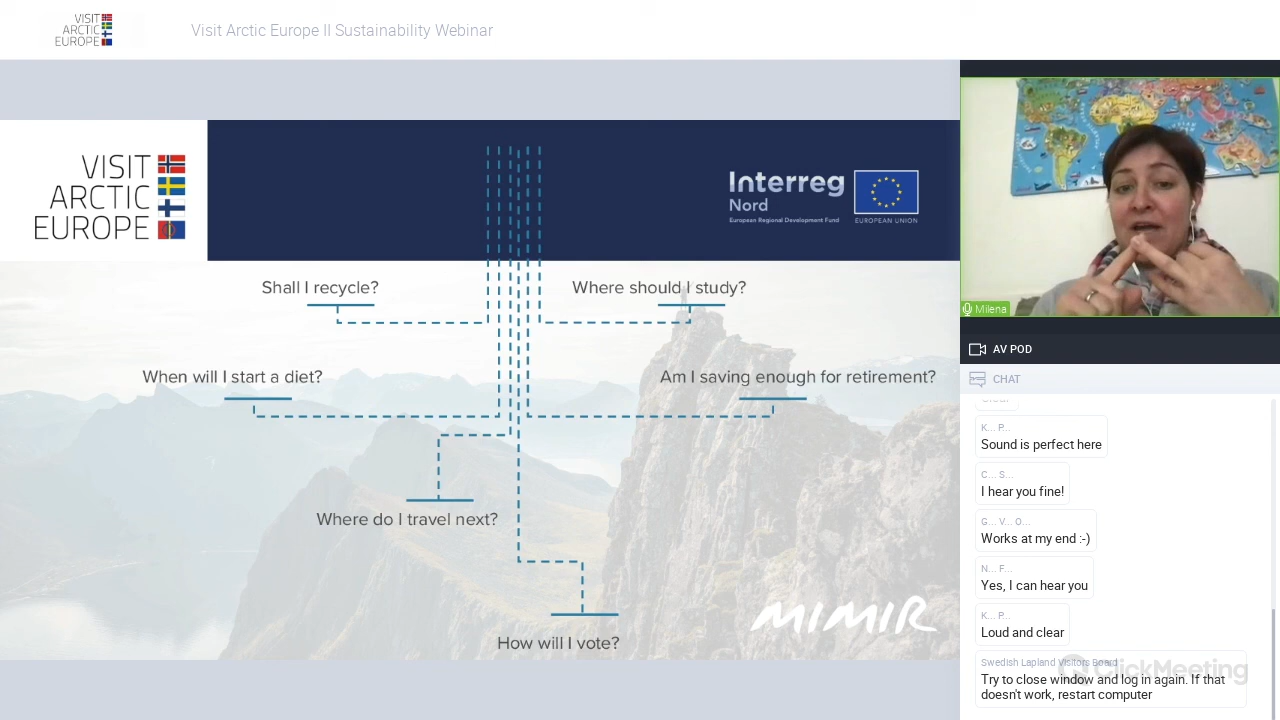 VISIT
ARCTIC
EUROPE
Visit Arctic Europe II Sustainability Webinar
VISIT
ARCTIC
EUROPE
Interreg
Nord
European Regional Development Fund
EUROPEAN UNION
Shall I recycle?
Where should I study?
When will I start a diet?
Am I saving enough for retirement?
Where do I travel next?
How will I vote?
MIMIR
Milena
AV POD
CHAT
K... P...
Sound is perfect here
C... S...
I hear you fine!
G... V... O...
Works at my end :-)
N... F...
Yes, I can hear you
K... P...
Loud and clear
Swedish Lapland Visitors Board
Try to close window and log in again. If that
doesn't work, restart computer
ClickMeeting